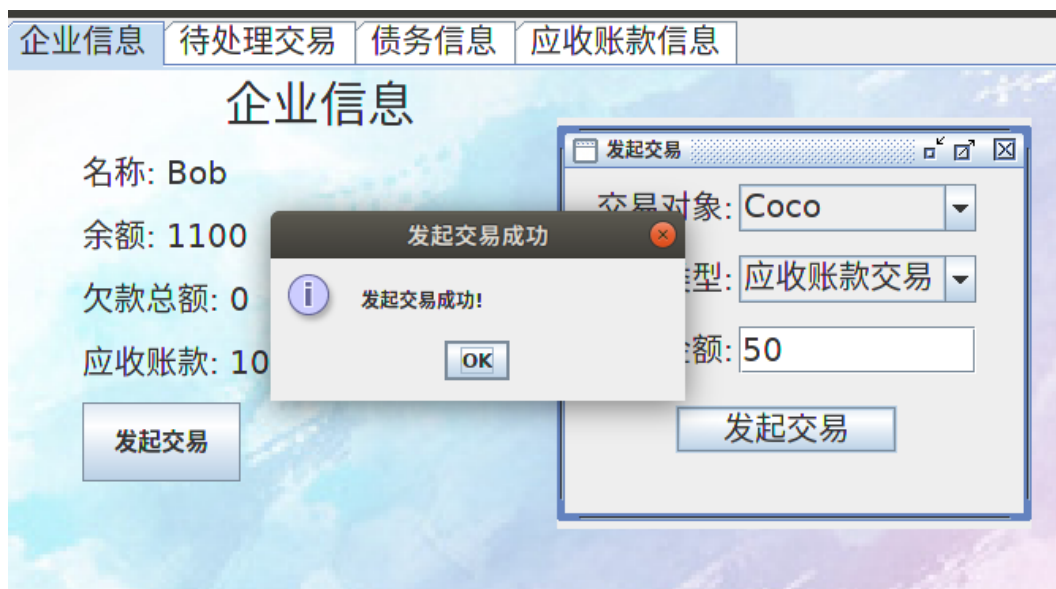 企业信息 待处理交易 债务信息 应收账款信息
企业信息
名称: Bob
余额: 1100
欠款总额: 0
应收账款: 10
发起交易
发起交易
交易对象: Coco
型: 应收账款交易
额: 50
发起交易
发起交易成功
发起交易成功!
OK